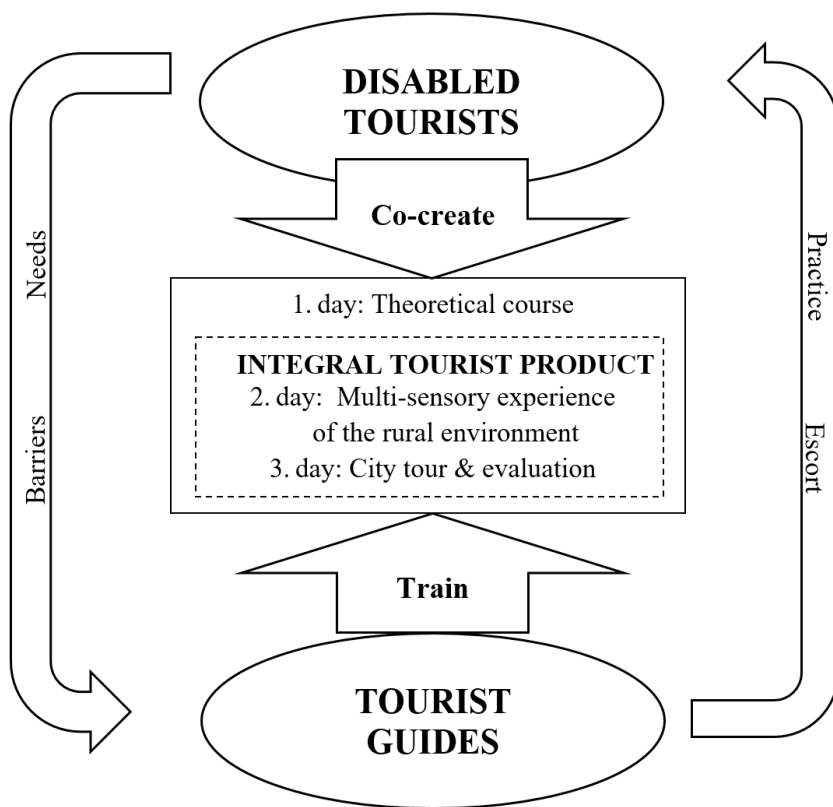 DISABLED
TOURISTS
Co-create
Needs
Barriers
Practice
Escort
1. day: Theoretical course
INTEGRAL TOURIST PRODUCT
2. day: Multi-sensory experience
of the rural environment
3. day: City tour & evaluation
Train
TOURIST
GUIDES